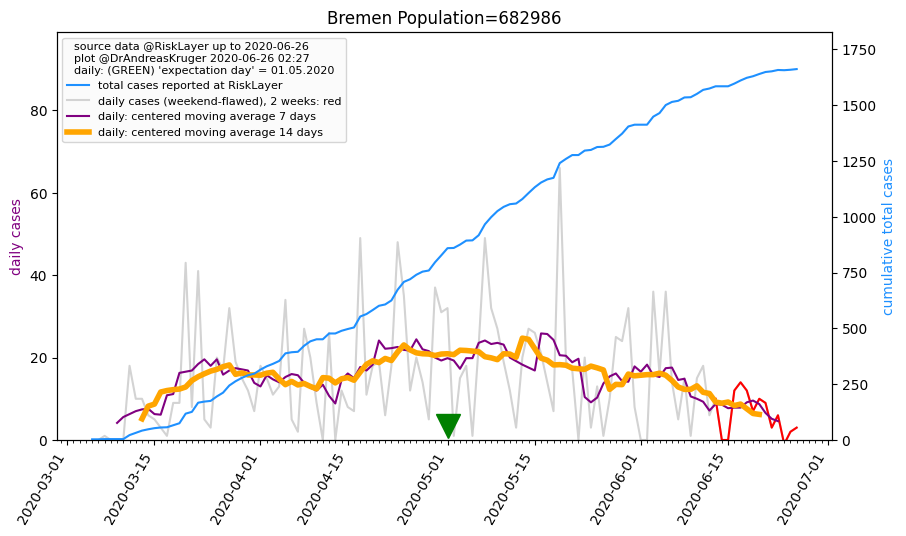 Bremen Population=682986
source data @RiskLayer up to 2020-06-26
plot @DrAndreasKruger 2020-06-26 02:27
daily: (GREEN) 'expectation day' = 01.05.2020
total cases reported at RiskLayer
daily cases (weekend-flawed), 2 weeks: red
daily: centered moving average 7 days
daily: centered moving average 14 days
daily cases
80
60
40
20
0
cumulative total cases
1750
1500
1250
1000
750
500
250
0
2020-03-01
2020-03-15
2020-04-01
2020-04-15
2020-05-01
2020-05-15
2020-06-01
2020-06-15
2020-07-01